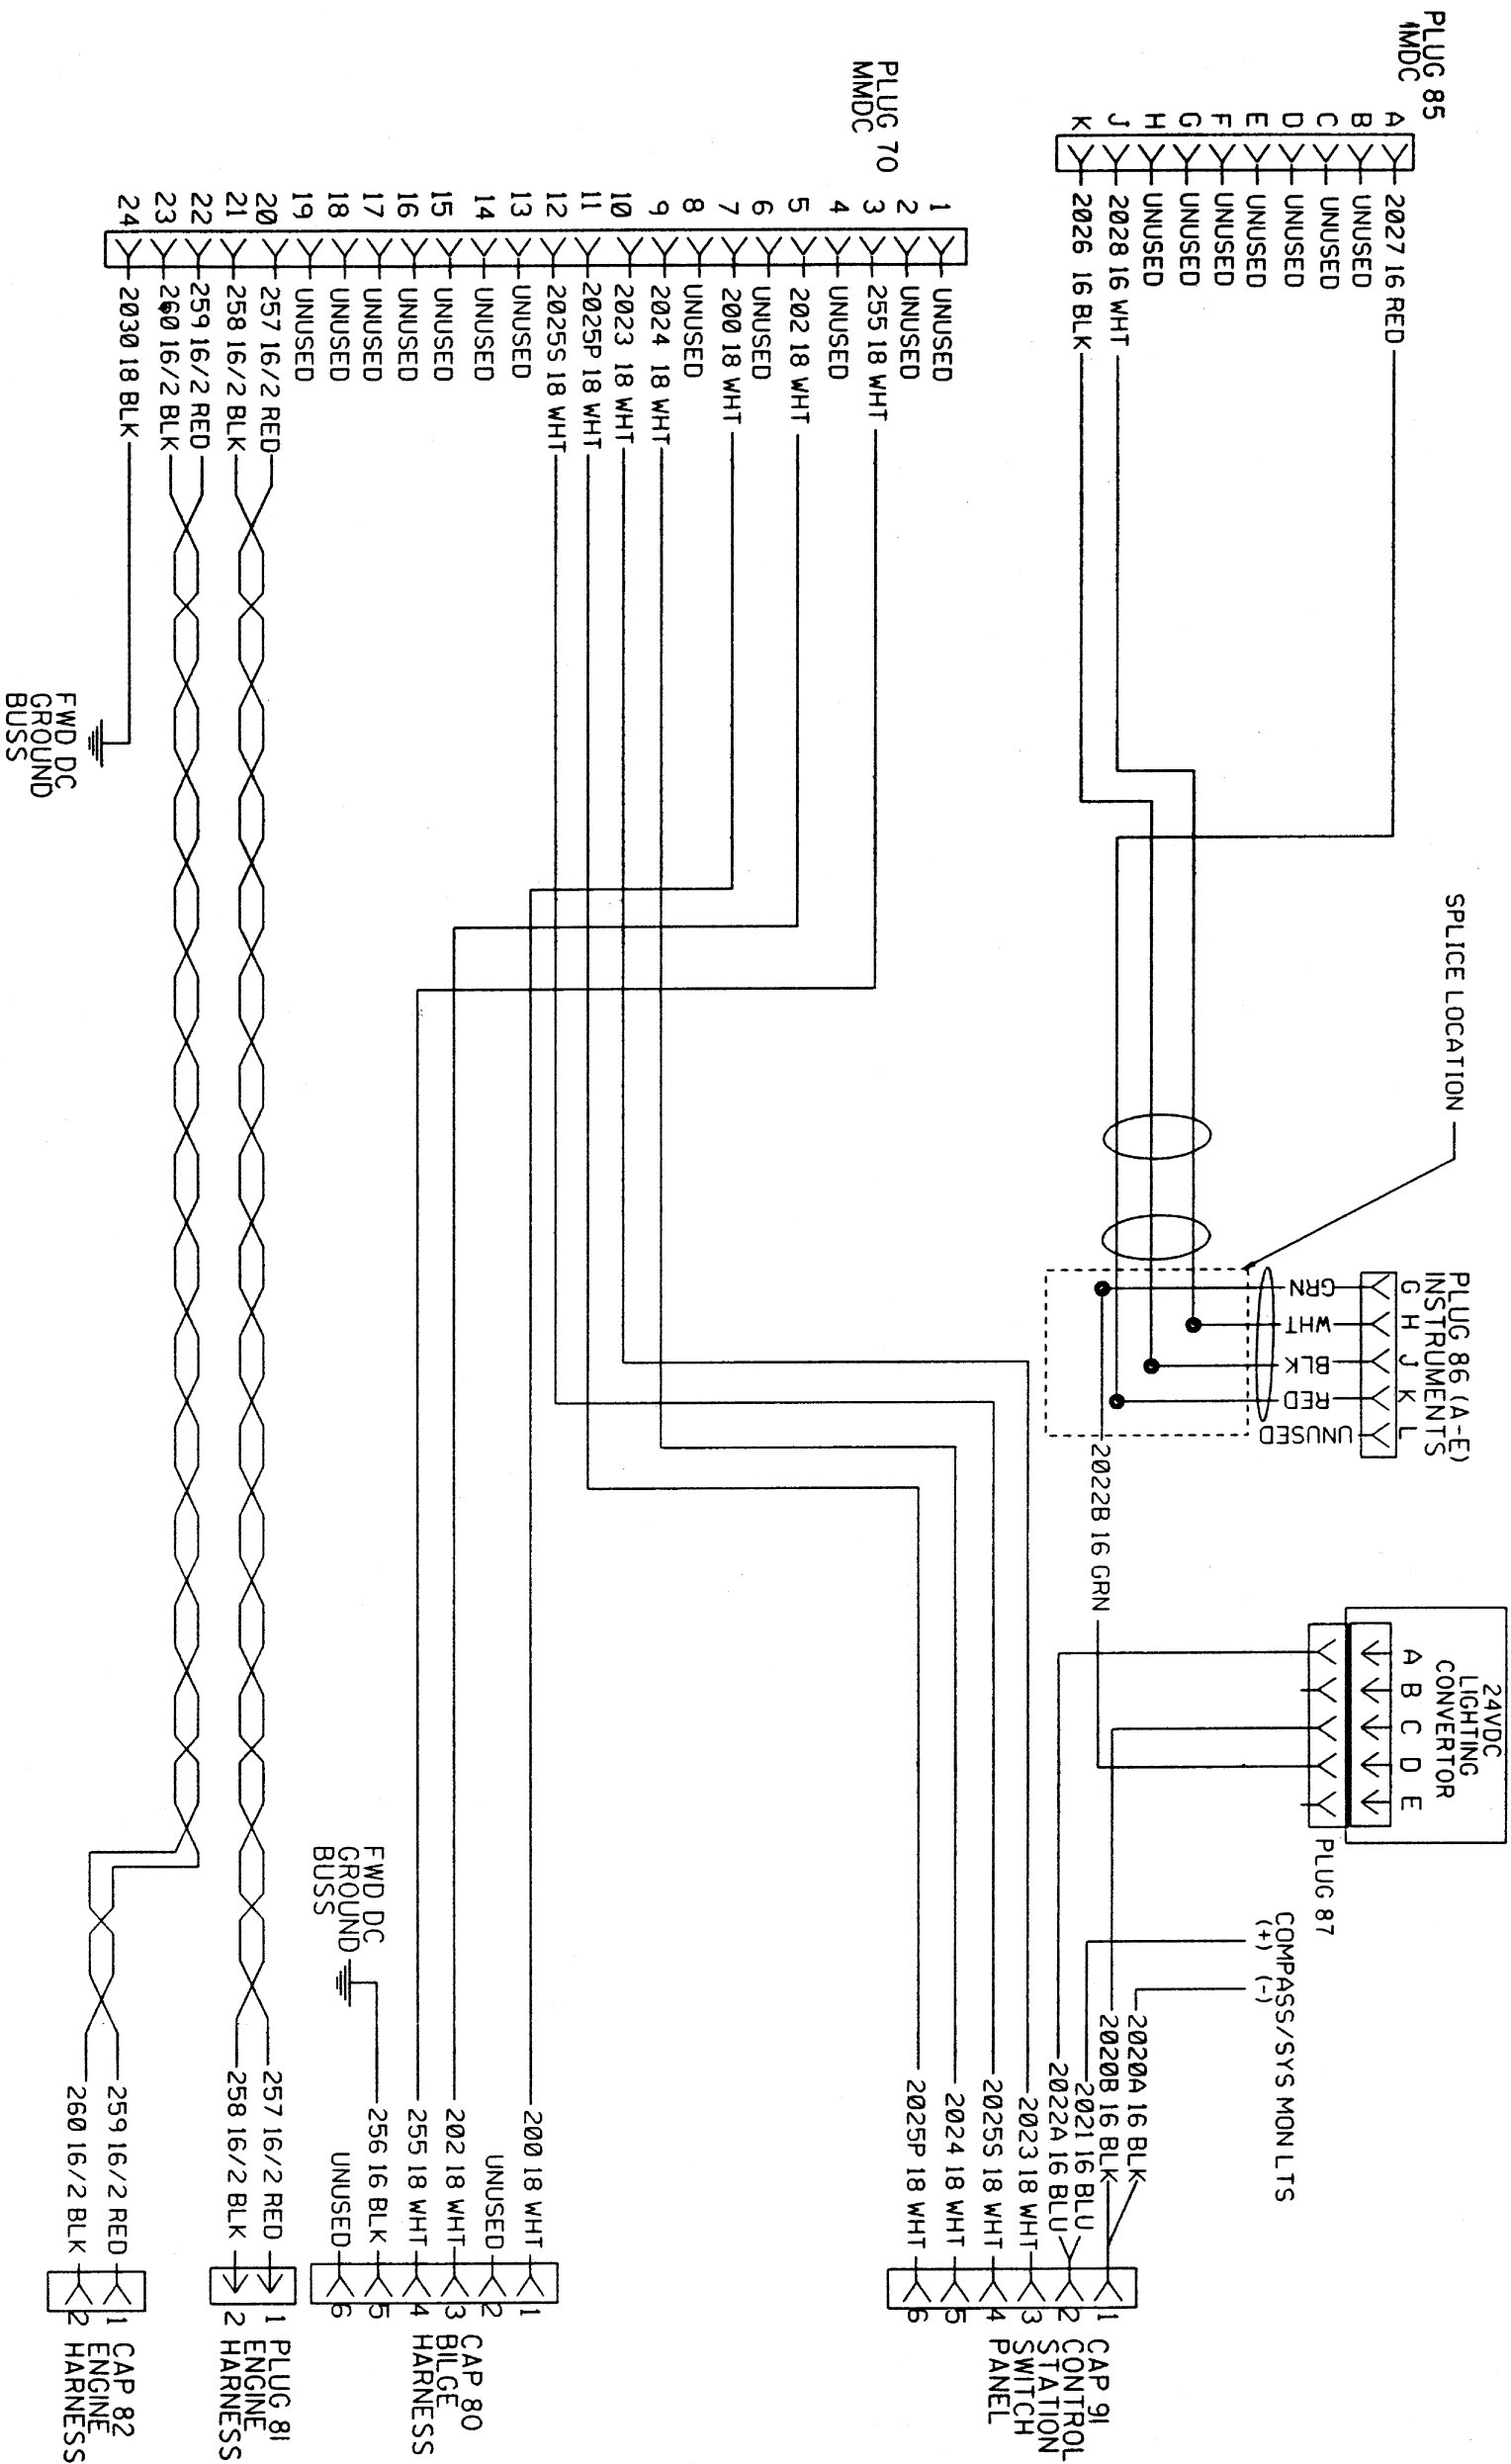 PLUG 85
IMDC
A
B
C
D
E
F
G
H
J
K
2027 16 RED
UNUSED
UNUSED
UNUSED
UNUSED
UNUSED
UNUSED
UNUSED
2028 16 WHT
2026 16 BLK
SPLICE LOCATION
PLUG 86 (A-E)
INSTRUMENTS
G
H
J
K
L
GRN
WHT
BLK
RED
UNUSED
2022B 16 GRN
24VDC
LIGHTING
CONVERTOR
A
B
C
D
E
PLUG 87
COMPASS/SYS MON LTS
(+) (-)
2020A 16 BLK
2020B 16 BLK
2021 16 BLU
2022A 16 BLU
2023 18 WHT
2025S 18 WHT
2024 18 WHT
2025P 18 WHT
1
2
3
4
5
6
CAP 91
CONTROL
STATION
SWITCH
PANEL
PLUG 70
MMDC
1
2
3
4
5
6
7
8
9
10
11
12
13
14
15
16
17
18
19
20
21
22
23
24
UNUSED
UNUSED
255 18 WHT
UNUSED
202 18 WHT
UNUSED
200 18 WHT
UNUSED
2024 18 WHT
2023 18 WHT
2025P 18 WHT
2025S 18 WHT
UNUSED
UNUSED
UNUSED
UNUSED
UNUSED
UNUSED
UNUSED
257 16/2 RED
258 16/2 BLK
259 16/2 RED
260 16/2 BLK
2030 18 BLK
FWD DC
GROUND
BUSS
200 18 WHT
UNUSED
202 18 WHT
255 18 WHT
256 16 BLK
UNUSED
FWD DC
GROUND
BUSS
1
2
3
4
5
6
CAP 80
BILGE
HARNESS
257 16/2 RED
258 16/2 BLK
1
2
PLUG 81
ENGINE
HARNESS
259 16/2 RED
260 16/2 BLK
1
2
CAP 82
ENGINE
HARNESS